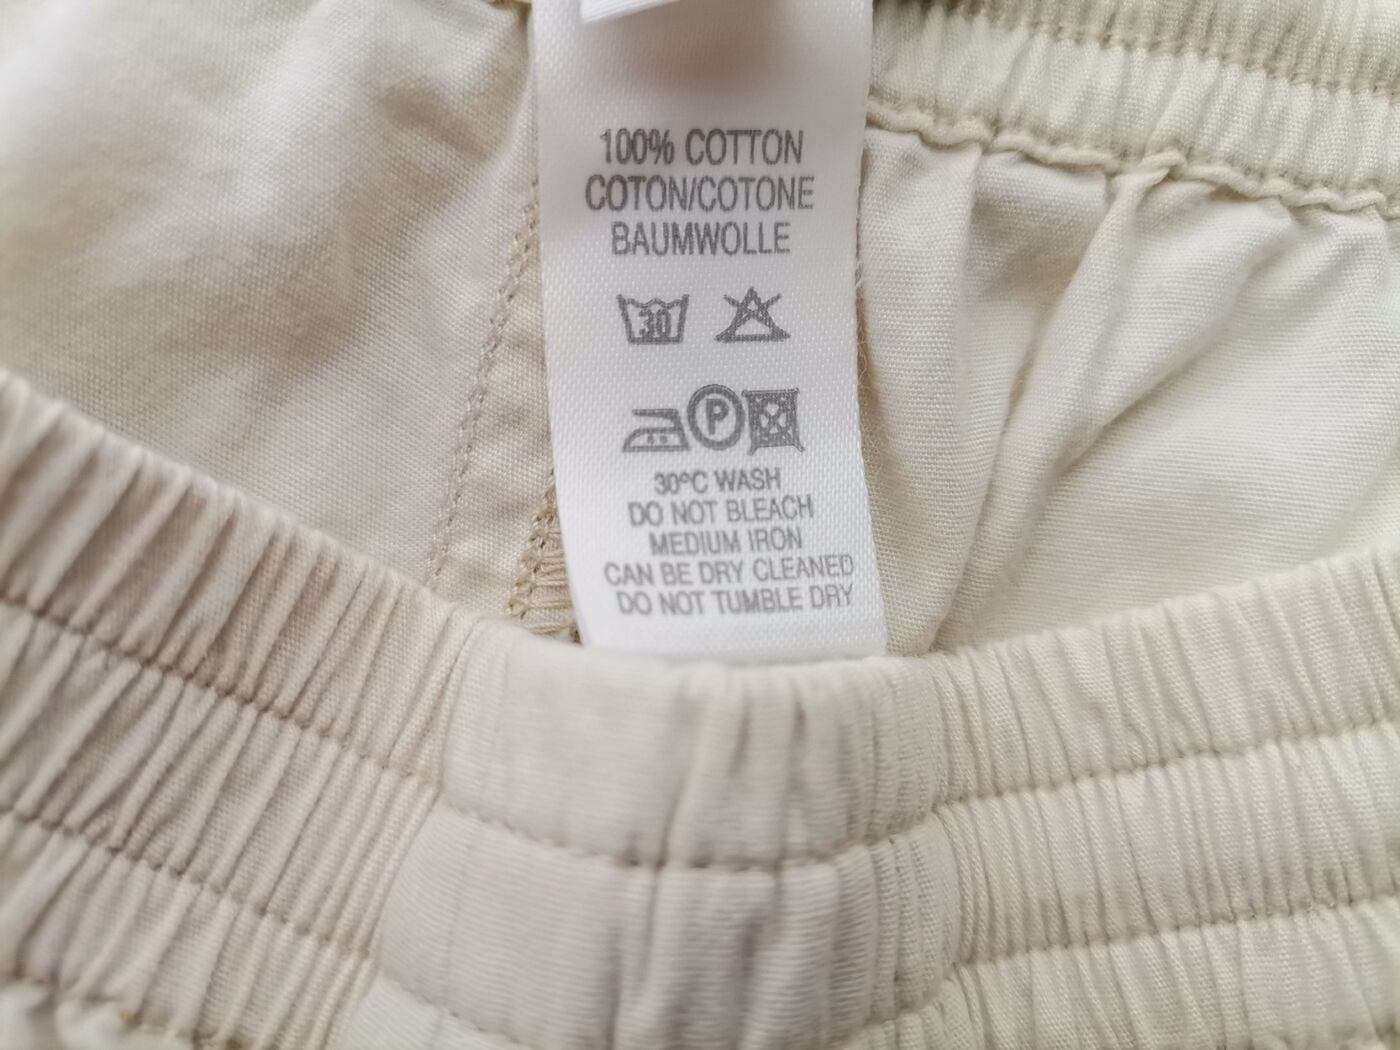 100% COTTON
COTON/COTONE
BAUMWOLLE
30
P
30°C WASH
DO NOT BLEACH
MEDIUM IRON
CAN BE DRY CLEANED
DO NOT TUMBLE DRY